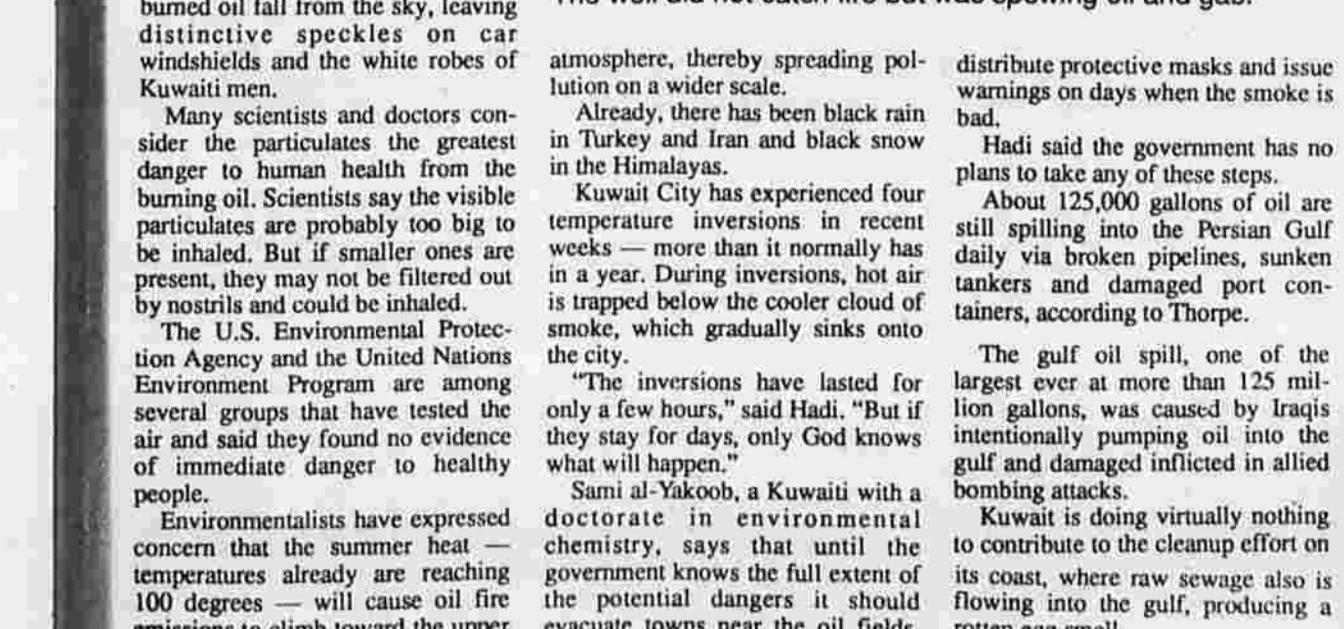 burned oil fall from the sky, leaving
distinctive speckles on car
windshields and the white robes of
Kuwaiti men.
Many scientists and doctors con-
sider the particulates the greatest
danger to human health from the
burning oil. Scientists say the visible
particulates are probably too big to
be inhaled. But if smaller ones are
present, they may not be filtered out
by nostrils and could be inhaled.
The U.S. Environmental Protec-
tion Agency and the United Nations
Environment Program are among
several groups that have tested the
air and said they found no evidence
of immediate danger to healthy
people.
Environmentalists have expressed
concern that the summer heat —
temperatures already are reaching
100 degrees — will cause oil fire
emissions to climb toward the upper
The well did not catch fire but was spewing oil and gas.
atmosphere, thereby spreading pol-
lution on a wider scale.
Already, there has been black rain
in Turkey and Iran and black snow
in the Himalayas.
Kuwait City has experienced four
temperature inversions in recent
weeks — more than it normally has
in a year. During inversions, hot air
is trapped below the cooler cloud of
smoke, which gradually sinks onto
the city.
"The inversions have lasted for
only a few hours," said Hadi. "But if
they stay for days, only God knows
what will happen."
Sami al-Yakoob, a Kuwaiti with a
doctorate in environmental
chemistry, says that until the
government knows the full extent of
the potential dangers it should
evacuate towns near the oil fields,
distribute protective masks and issue
warnings on days when the smoke is
bad.
Hadi said the government has no
plans to take any of these steps.
About 125,000 gallons of oil are
still spilling into the Persian Gulf
daily via broken pipelines, sunken
tankers and damaged port con-
tainers, according to Thorpe.
The gulf oil spill, one of the
largest ever at more than 125 mil-
lion gallons, was caused by Iraqis
intentionally pumping oil into the
gulf and damaged inflicted in allied
bombing attacks.
Kuwait is doing virtually nothing
to contribute to the cleanup effort on
its coast, where raw sewage also is
flowing into the gulf, producing a
rotten egg smell.